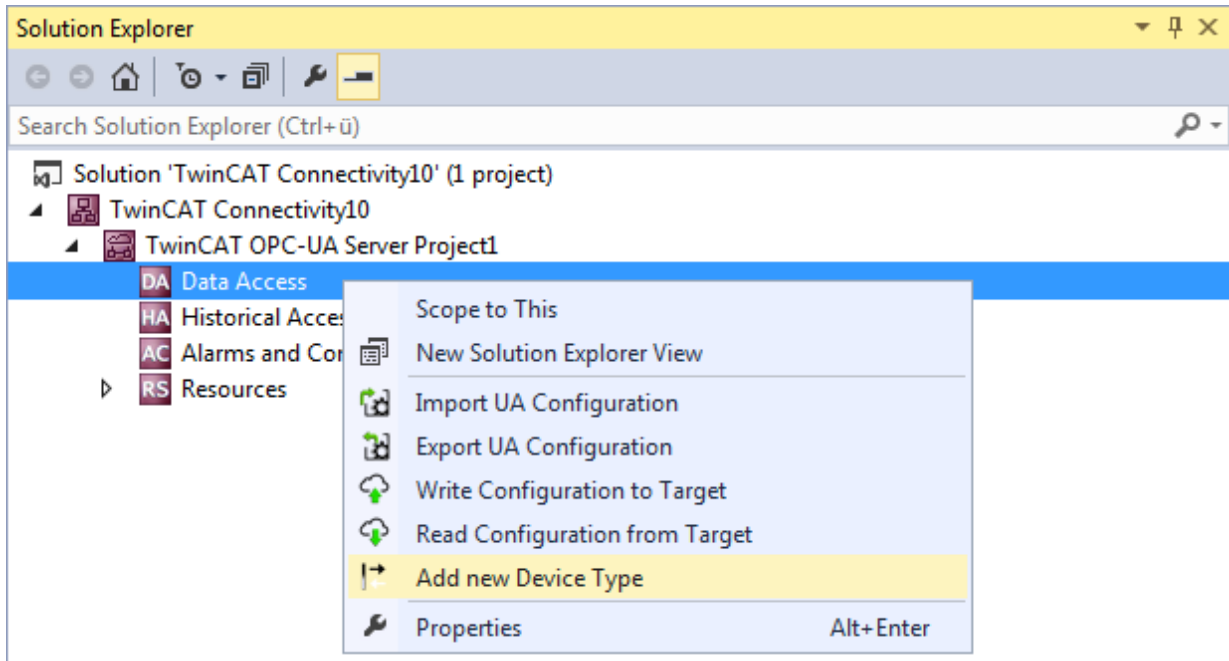 Solution Explorer
Search Solution Explorer (Ctrl+ü)
Solution 'TwinCAT Connectivity10' (1 project)
TwinCAT Connectivity10
TwinCAT OPC-UA Server Project1
DA Data Access
HA Historical Acces
AC Alarms and Con
RS Resources
Scope to This
New Solution Explorer View
Import UA Configuration
Export UA Configuration
Write Configuration to Target
Read Configuration from Target
Add new Device Type
Properties Alt+Enter